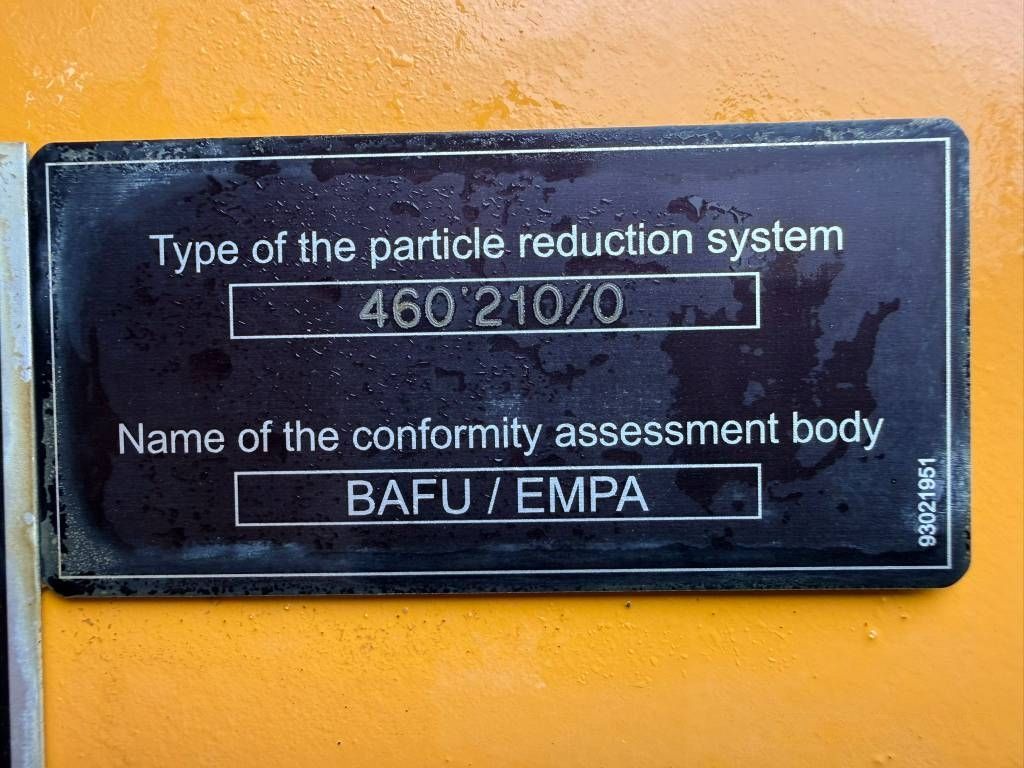 Type of the particle reduction system
460'210/0
Name of the conformity assessment body
BAFU / EMPA
93021951